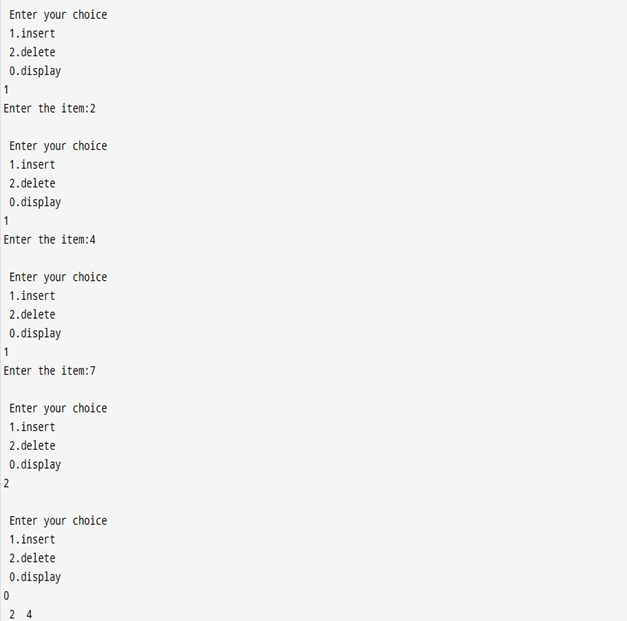 Enter your choice
1.insert
2.delete
0.display
1
Enter the item:2
Enter your choice
1.insert
2.delete
0.display
1
Enter the item:4
Enter your choice
1.insert
2.delete
0.display
1
Enter the item:7
Enter your choice
1.insert
2.delete
0.display
2
Enter your choice
1.insert
2.delete
0.display
0
2 4